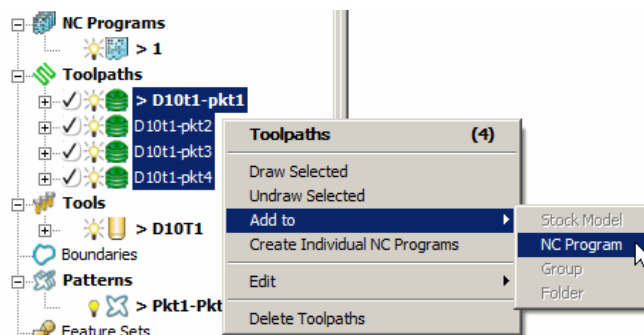 NC Programs
> 1
Toolpaths
> D10t1-pkt1
D10t1-pkt2
D10t1-pkt3
D10t1-pkt4
Tools
> D10T1
Boundaries
Patterns
> Pkt1-Pkt
Feature Sets
Toolpaths (4)
Draw Selected
Undraw Selected
Add to
Create Individual NC Programs
Edit
Delete Toolpaths
Stock Model
NC Program
Group
Folder